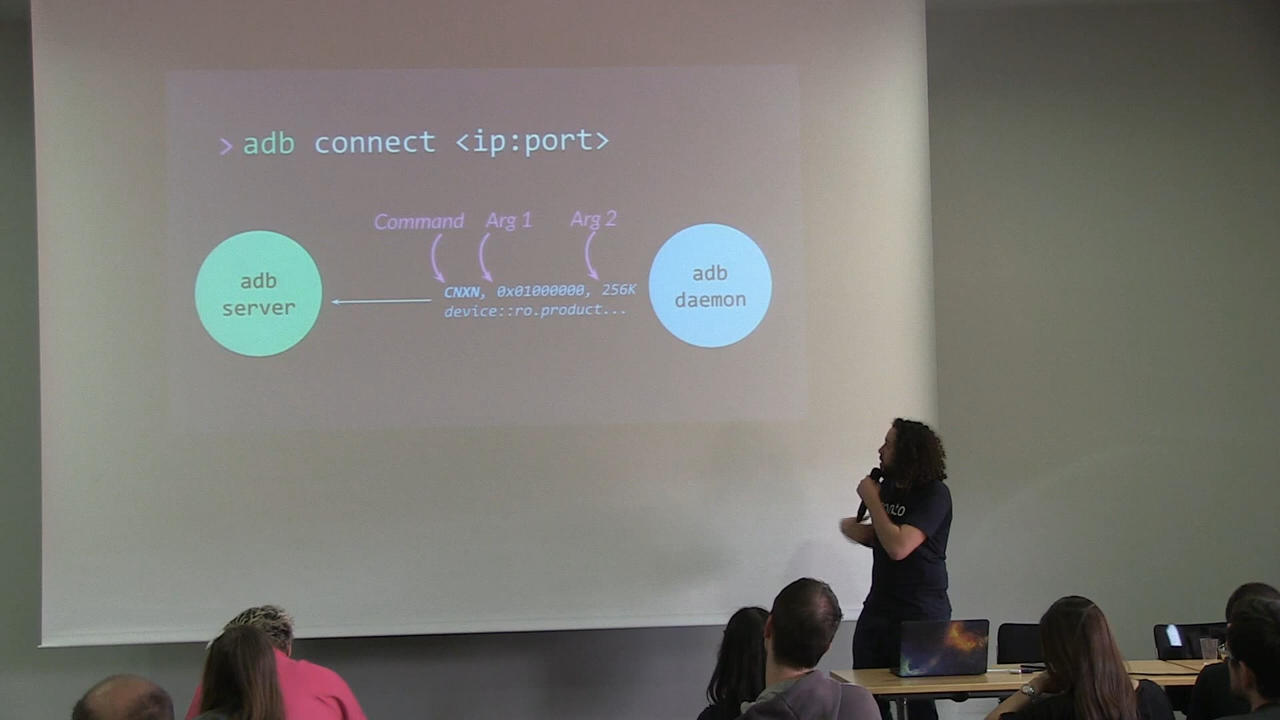 > adb connect <ip:port>
Command Arg 1 Arg 2
adb
server
CNXN, 0x01000000, 256K
device::ro.product...
adb
daemon